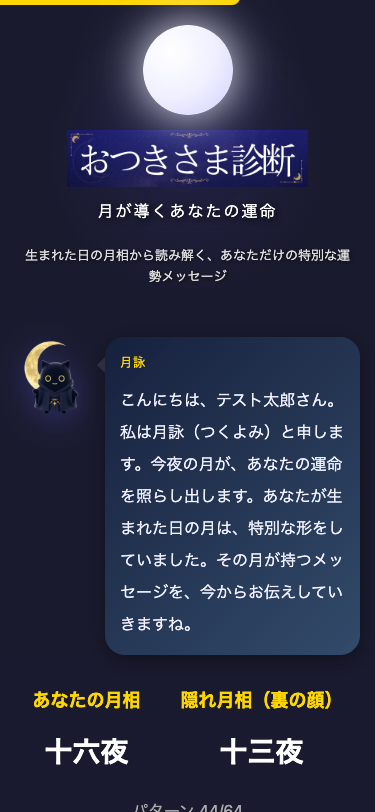 おつきさま診断
月が導くあなたの運命
生まれた日の月相から読み解く、あなただけの特別な運
勢メッセージ
月詠
こんにちは、テスト太郎さん。
私は月詠（つくよみ）と申しま
す。今夜の月が、あなたの運命
を照らし出します。あなたが生
まれた日の月は、特別な形をし
ていました。その月が持つメッ
セージを、今からお伝えしてい
きますね。
あなたの月相
隠れ月相（裏の顔）
十六夜
十三夜
パターン 44/64